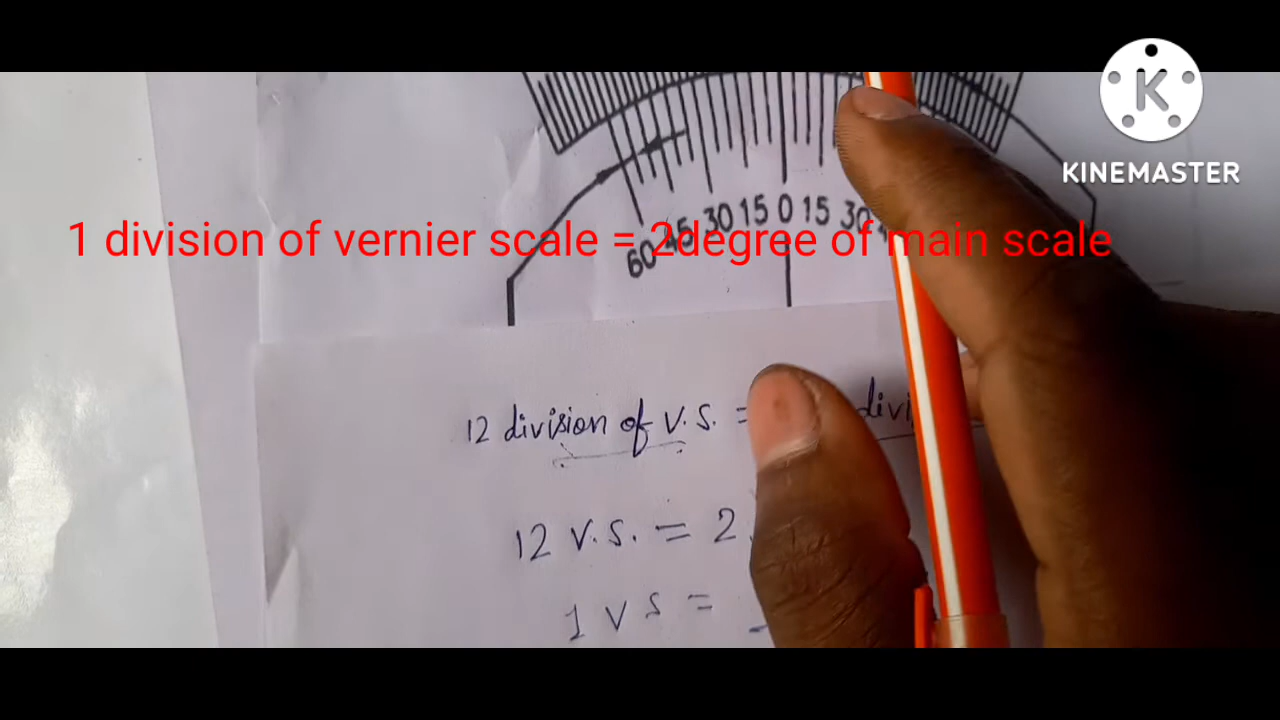 KINEMASTER
60 45 30 15 0 15 30
1 division of vernier scale = 2degree of main scale
12 division of V.S. =
12 V.S. = 2
1 V S =